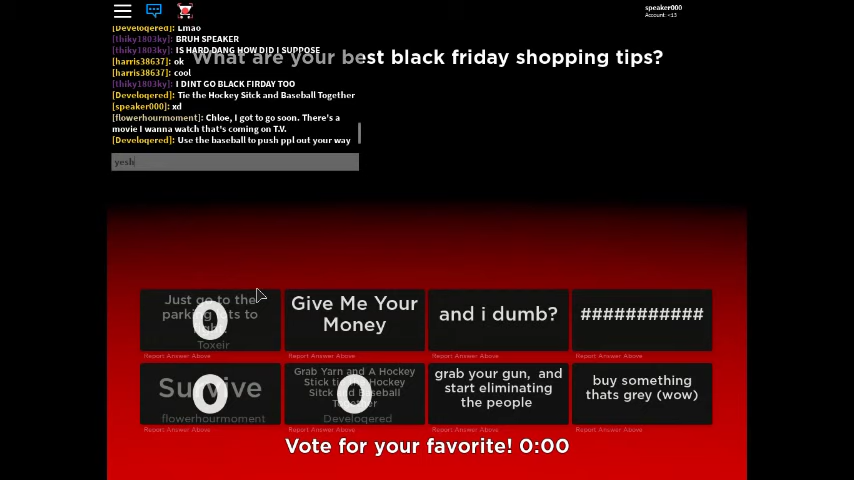 speaker000
Account: <13
[Developqered]: Lmao
[thiky1803ky]: BRUH SPEAKER
[thiky1803ky]: IS HARD DANG HOW DID I SUPPOSE
What are your best black friday shopping tips?
[harris38637]: ok
[harris38637]: cool
[thiky1803ky]: I DINT GO BLACK FIRDAY TOO
[Developqered]: Tie the Hockey Sitck and Baseball Together
[speaker000]: xd
[flowerhourmoment]: Chloe, I got to go soon. There's a
movie I wanna watch that's coming on T.V.
[Developqered]: Use the baseball to push ppl out your way
yesh
Just go to the
parking lots to
0
Toxeir
Report Answer Above
Give Me Your
Money
Report Answer Above
and i dumb?
Report Answer Above
###########
Report Answer Above
Survive
0
flowerhourmoment
Report Answer Above
Grab Yarn and A Hockey
Stick tie the Hockey
Sitck and Baseball
Together
0
Developqered
Report Answer Above
grab your gun, and
start eliminating
the people
Report Answer Above
buy something
thats grey (wow)
Report Answer Above
Vote for your favorite! 0:00